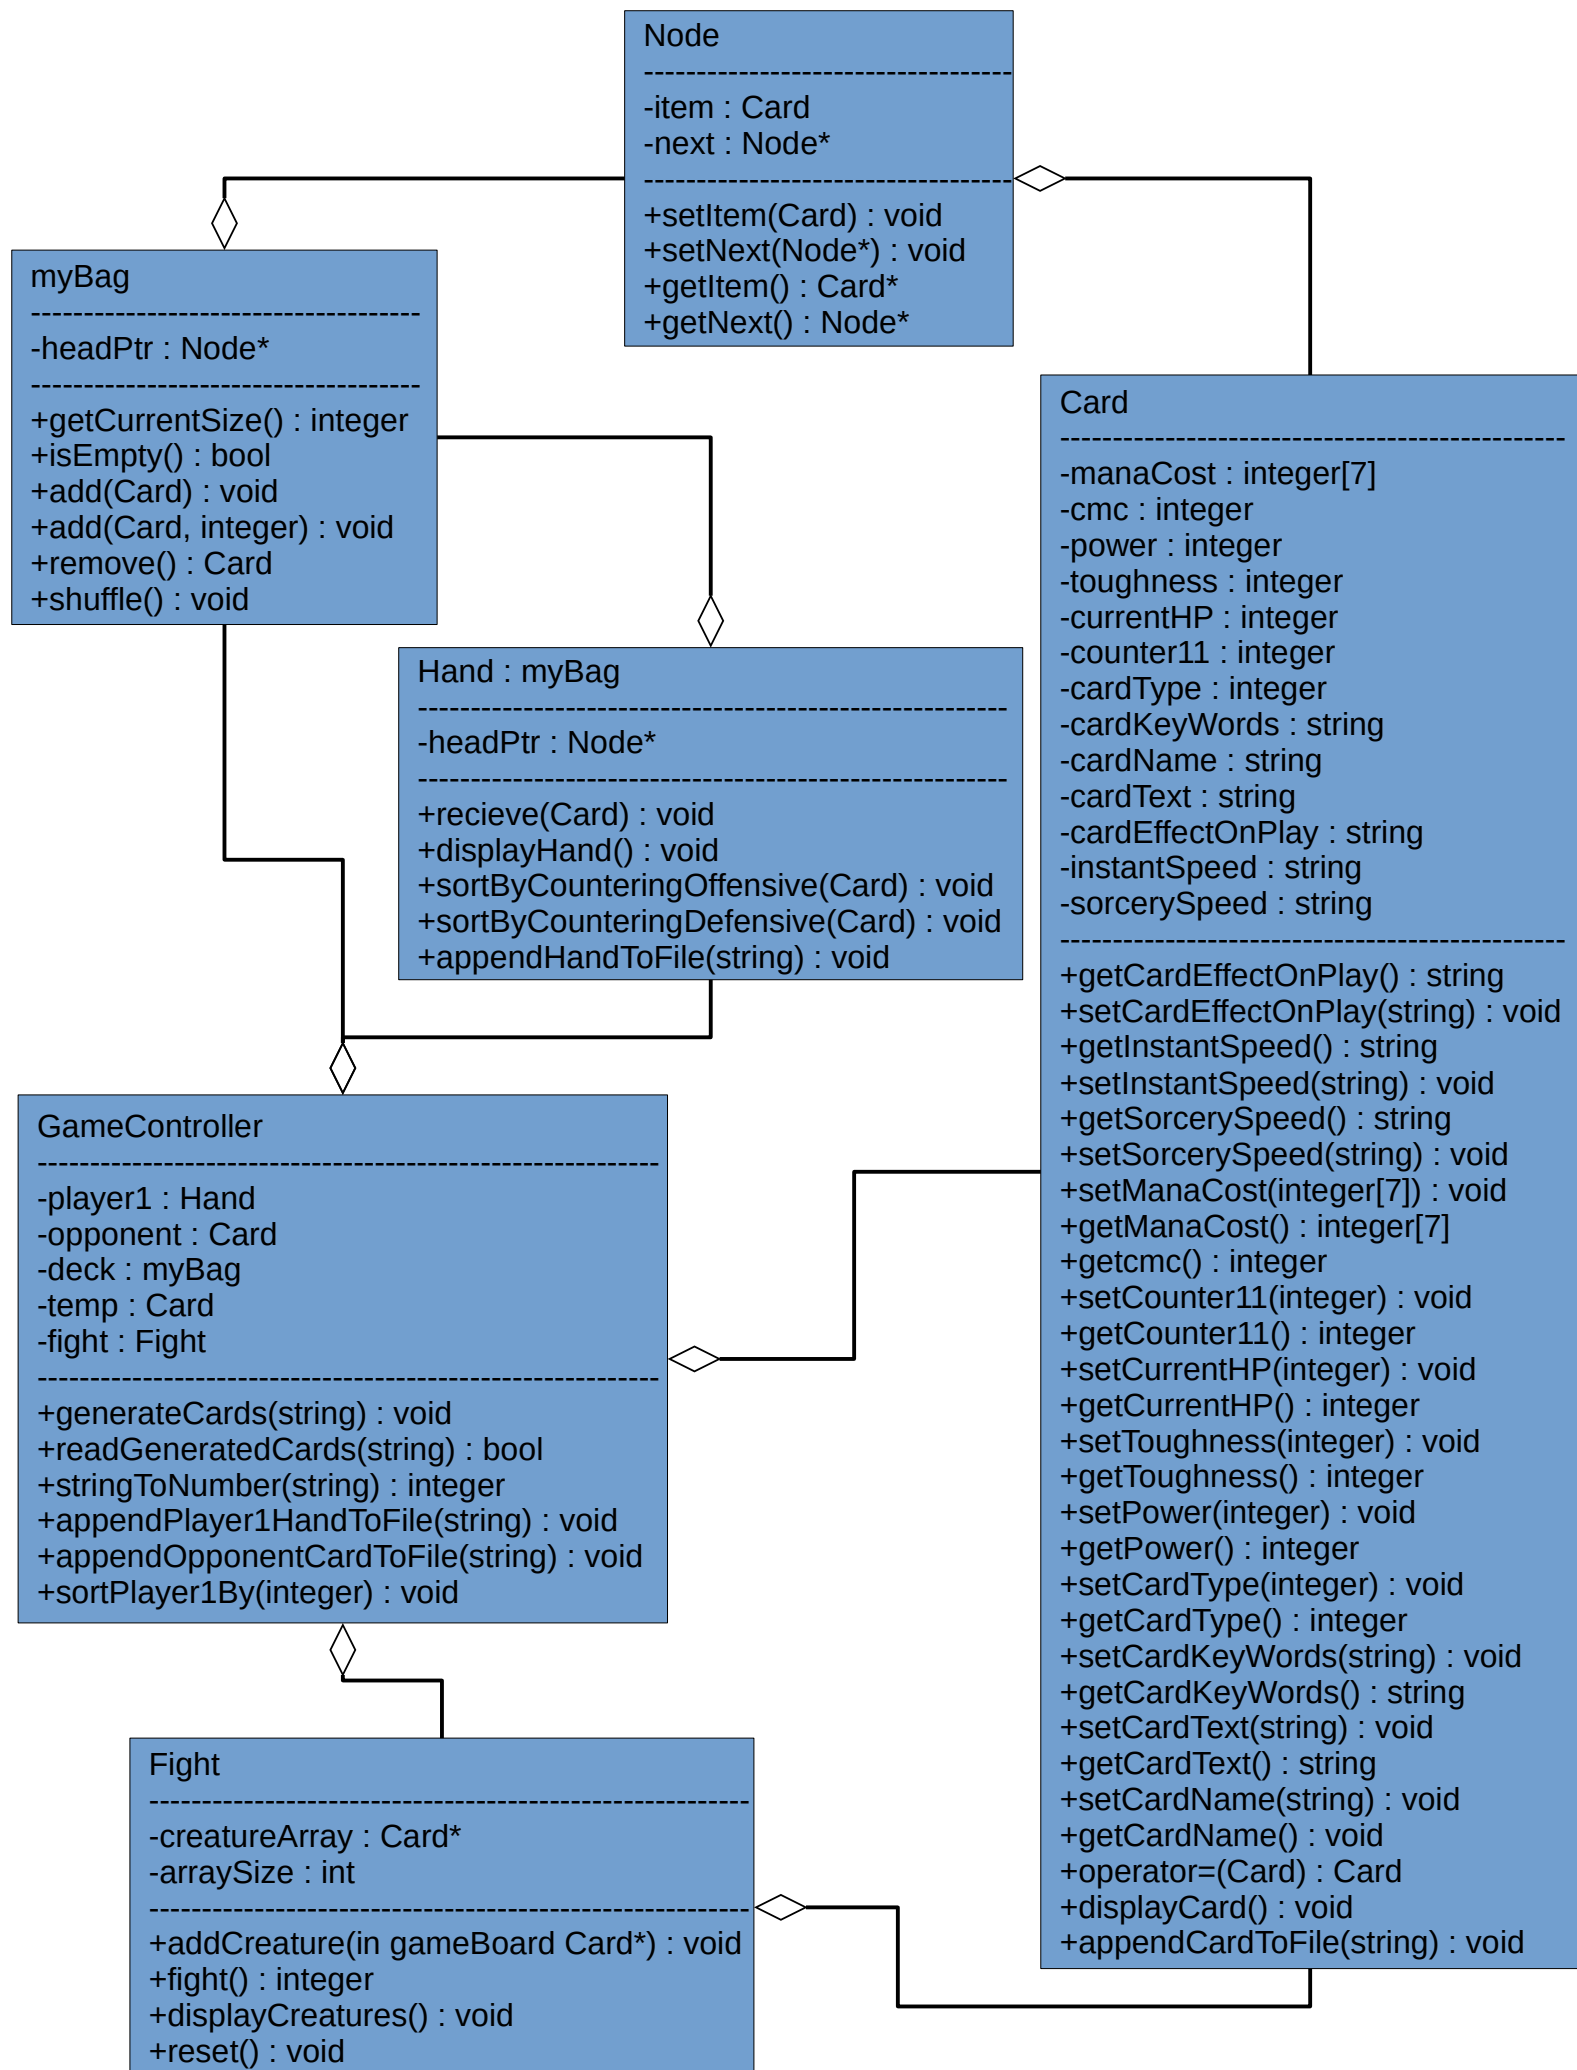 Node
-item : Card
-next : Node*
+setItem(Card) : void
+setNext(Node*) : void
+getItem() : Card*
+getNext() : Node*
myBag
-headPtr : Node*
+getCurrentSize() : integer
+isEmpty() : bool
+add(Card) : void
+add(Card, integer) : void
+remove() : Card
+shuffle() : void
Hand : myBag
-headPtr : Node*
+recieve(Card) : void
+displayHand() : void
+sortByCounteringOffensive(Card) : void
+sortByCounteringDefensive(Card) : void
+appendHandToFile(string) : void
Card
-manaCost : integer[7]
-cmc : integer
-power : integer
-toughness : integer
-currentHP : integer
-counter11 : integer
-cardType : integer
-cardKeyWords : string
-cardName : string
-cardText : string
-cardEffectOnPlay : string
-instantSpeed : string
-sorcerySpeed : string
+getCardEffectOnPlay() : string
+setCardEffectOnPlay(string) : void
+getInstantSpeed() : string
+setInstantSpeed(string) : void
+getSorcerySpeed() : string
+setSorcerySpeed(string) : void
+setManaCost(integer[7]) : void
+getManaCost() : integer[7]
+getcmc() : integer
+setCounter11(integer) : void
+getCounter11() : integer
+setCurrentHP(integer) : void
+getCurrentHP() : integer
+setToughness(integer) : void
+getToughness() : integer
+setPower(integer) : void
+getPower() : integer
+setCardType(integer) : void
+getCardType() : integer
+setCardKeyWords(string) : void
+getCardKeyWords() : string
+setCardText(string) : void
+getCardText() : string
+setCardName(string) : void
+getCardName() : void
+operator=(Card) : Card
+displayCard() : void
+appendCardToFile(string) : void
GameController
-player1 : Hand
-opponent : Card
-deck : myBag
-temp : Card
-fight : Fight
+generateCards(string) : void
+readGeneratedCards(string) : bool
+stringToNumber(string) : integer
+appendPlayer1HandToFile(string) : void
+appendOpponentCardToFile(string) : void
+sortPlayer1By(integer) : void
Fight
-creatureArray : Card*
-arraySize : int
+addCreature(in gameBoard Card*) : void
+fight() : integer
+displayCreatures() : void
+reset() : void